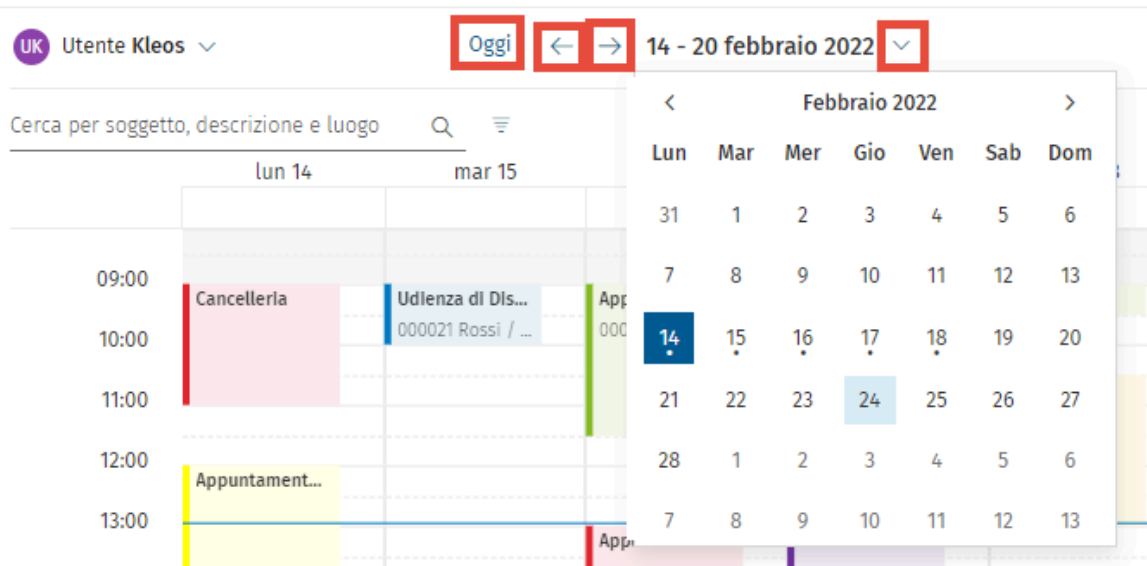 UK Utente Kleos Oggi 14 - 20 febbraio 2022
Febbraio 2022
Cerca per soggetto, descrizione e luogo
Lun Mar Mer Gio Ven Sab Dom
lun 14 mar 15
31 1 2 3 4 5 6
7 8 9 10 11 12 13
14 15 16 17 18 19 20
21 22 23 24 25 26 27
28 1 2 3 4 5 6
7 8 9 10 11 12 13
09:00
Cancelleria Udienza di Dis... App
000021 Rossi / ... 000
10:00
11:00
12:00
Appuntament...
13:00
App